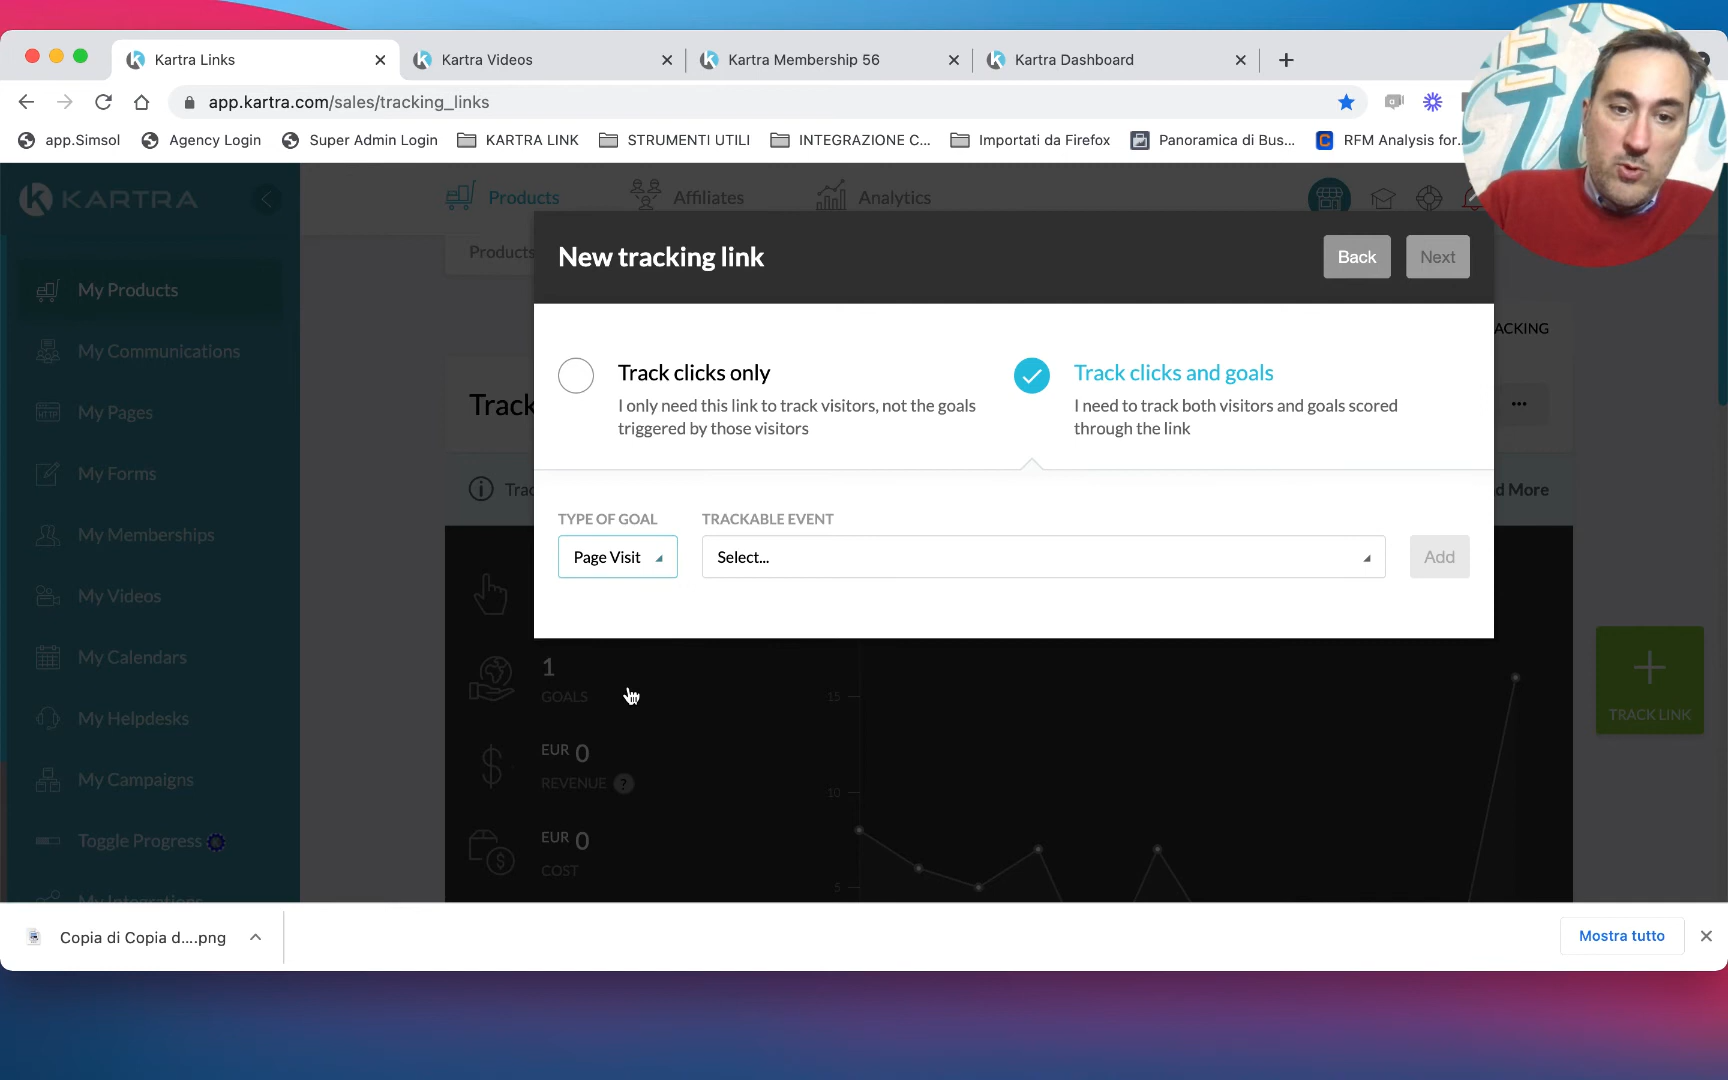 Kartra Links
Kartra Videos
Kartra Membership 56
Kartra Dashboard
app.kartra.com/sales/tracking_links
app.Simsol
Agency Login
Super Admin Login
KARTRA LINK
STRUMENTI UTILI
INTEGRAZIONE C...
Importati da Firefox
Panoramica di Bus...
RFM Analysis for...
KARTRA
Products
Affiliates
Analytics
Products
New tracking link
Back
Next
My Products
My Communications
My Pages
My Forms
My Memberships
My Videos
My Calendars
My Helpdesks
My Campaigns
Toggle Progress
My Integrations
ACKING
Track
Track clicks only
I only need this link to track visitors, not the goals
triggered by those visitors
Track clicks and goals
I need to track both visitors and goals scored
through the link
Trac
d More
TYPE OF GOAL
TRACKABLE EVENT
Page Visit
Select...
Add
1
GOALS
EUR 0
REVENUE ?
EUR 0
COST
15
10
5
TRACK LINK
Copia di Copia d....png
Mostra tutto